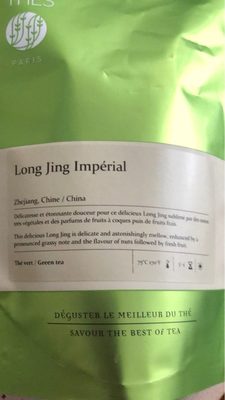 THÉS
PARIS
Long Jing Impérial
Zhejiang, Chine / China
Délicatesse et étonnante douceur pour ce délicieux Long Jing sublimé par des notes
très végétales et des parfums de fruits à coques puis de fruits frais.
This delicious Long Jing is delicate and astonishingly mellow, enhanced by a
pronounced grassy note and the flavour of nuts followed by fresh fruit.
Thé vert / Green tea
75°C 170°F
DÉGUSTER LE MEILLEUR DU THÉ
SAVOUR THE BEST OF TEA